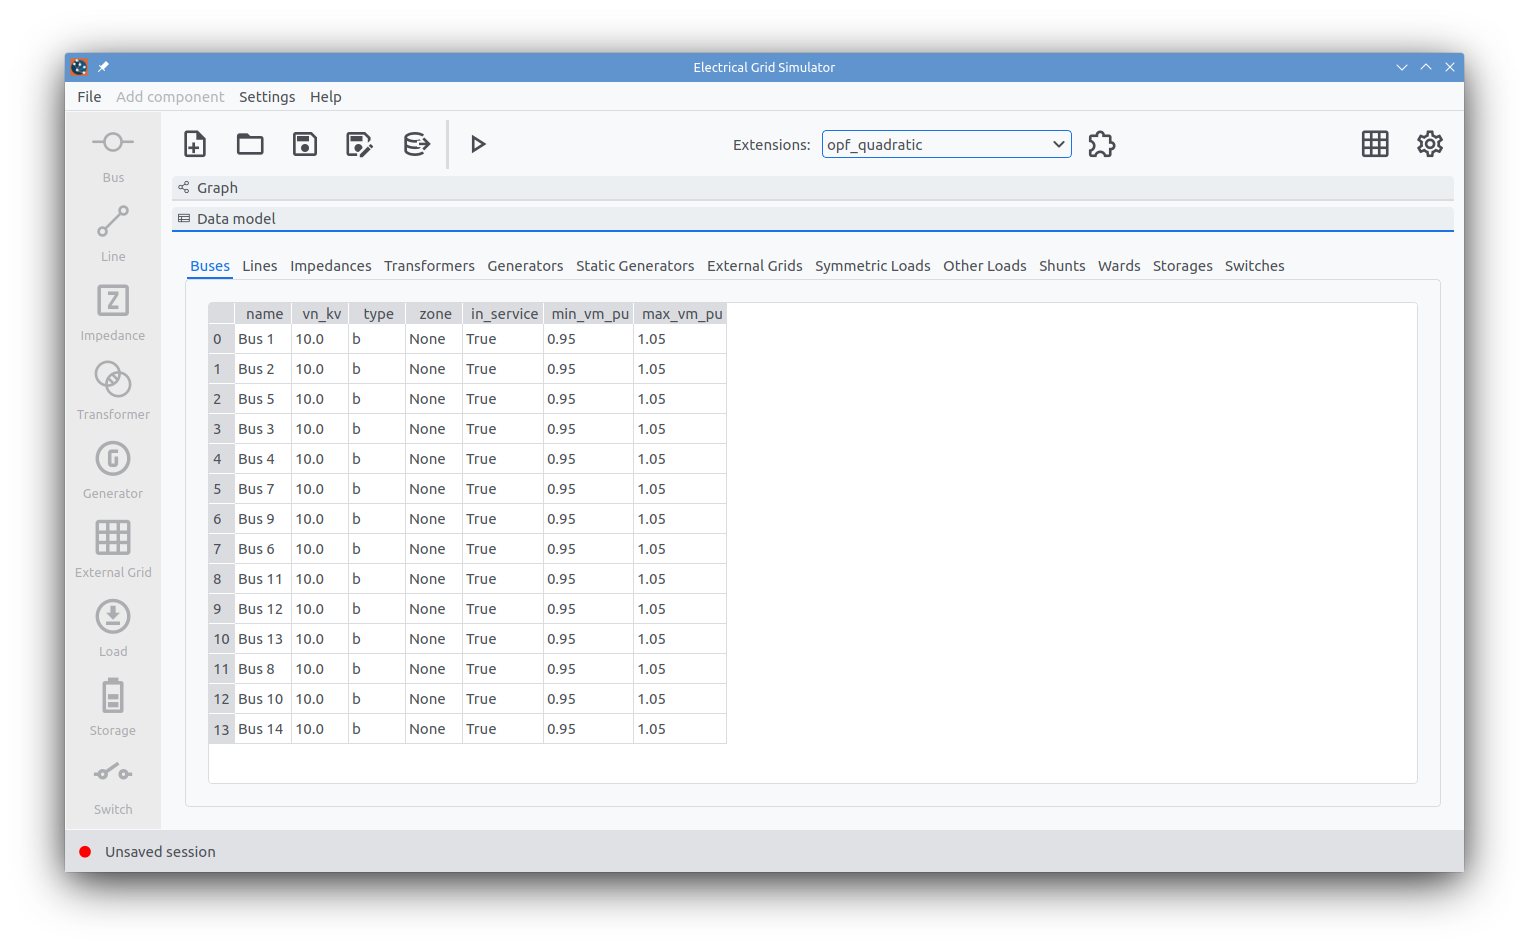 Electrical Grid Simulator
File Add component Settings Help
Extensions: opf_quadratic
Bus
Line
Z
Impedance
Transformer
G
Generator
External Grid
Load
Storage
Switch
Graph
Data model
Buses Lines Impedances Transformers Generators Static Generators External Grids Symmetric Loads Other Loads Shunts Wards Storages Switches
name vn_kv type zone in_service min_vm_pu max_vm_pu
0 Bus 1 10.0 b None True 0.95 1.05
1 Bus 2 10.0 b None True 0.95 1.05
2 Bus 5 10.0 b None True 0.95 1.05
3 Bus 3 10.0 b None True 0.95 1.05
4 Bus 4 10.0 b None True 0.95 1.05
5 Bus 7 10.0 b None True 0.95 1.05
6 Bus 9 10.0 b None True 0.95 1.05
7 Bus 6 10.0 b None True 0.95 1.05
8 Bus 11 10.0 b None True 0.95 1.05
9 Bus 12 10.0 b None True 0.95 1.05
10 Bus 13 10.0 b None True 0.95 1.05
11 Bus 8 10.0 b None True 0.95 1.05
12 Bus 10 10.0 b None True 0.95 1.05
13 Bus 14 10.0 b None True 0.95 1.05
Unsaved session